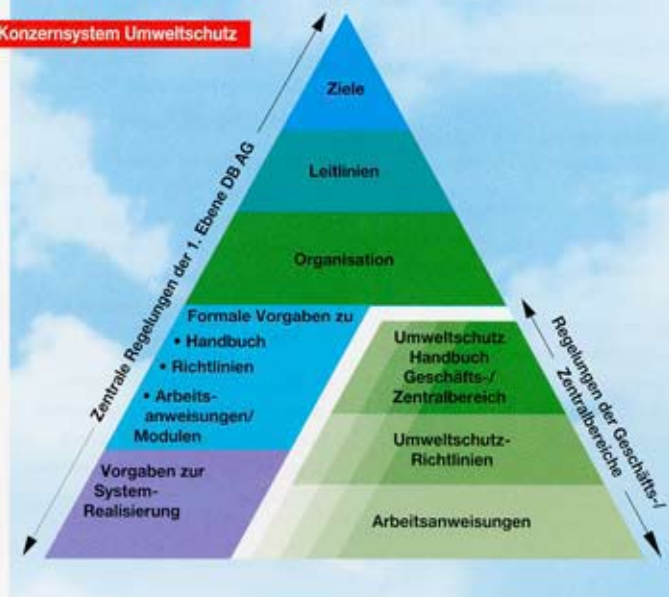 Konzernsystem Umweltschutz
Ziele
Leitlinien
Organisation
Zentrale Regelungen der 1. Ebene DB AG
Formale Vorgaben zu
• Handbuch
• Richtlinien
• Arbeits-
anweisungen/
Modulen
Vorgaben zur
System-
Realisierung
Umweltschutz
Handbuch
Geschäfts-/
Zentralbereich
Umweltschutz-
Richtlinien
Arbeitsanweisungen
Regelungen der Geschäfts-/
Zentralbereiche